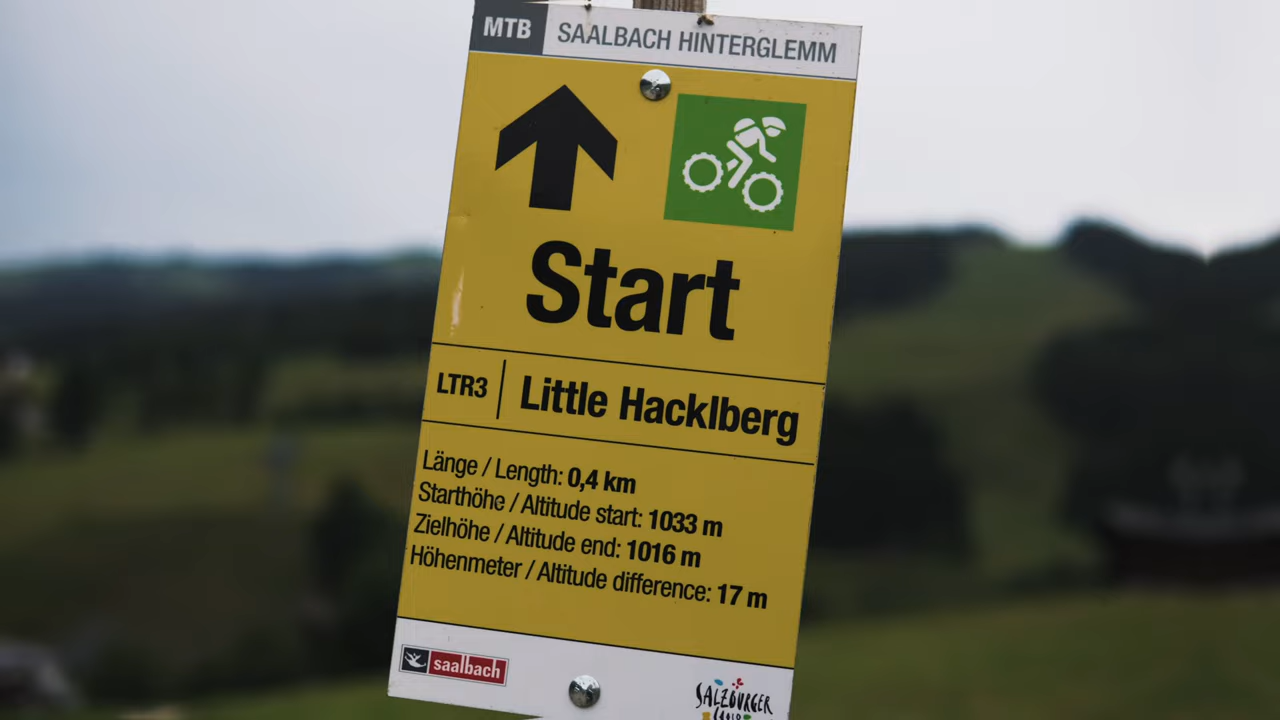 MTB SAALBACH HINTERGLEMM
Start
LTR3 Little Hacklberg
Länge / Length: 0,4 km
Starthöhe / Altitude start: 1033 m
Zielhöhe / Altitude end: 1016 m
Höhenmeter / Altitude difference: 17 m
saalbach
SALZBURGER